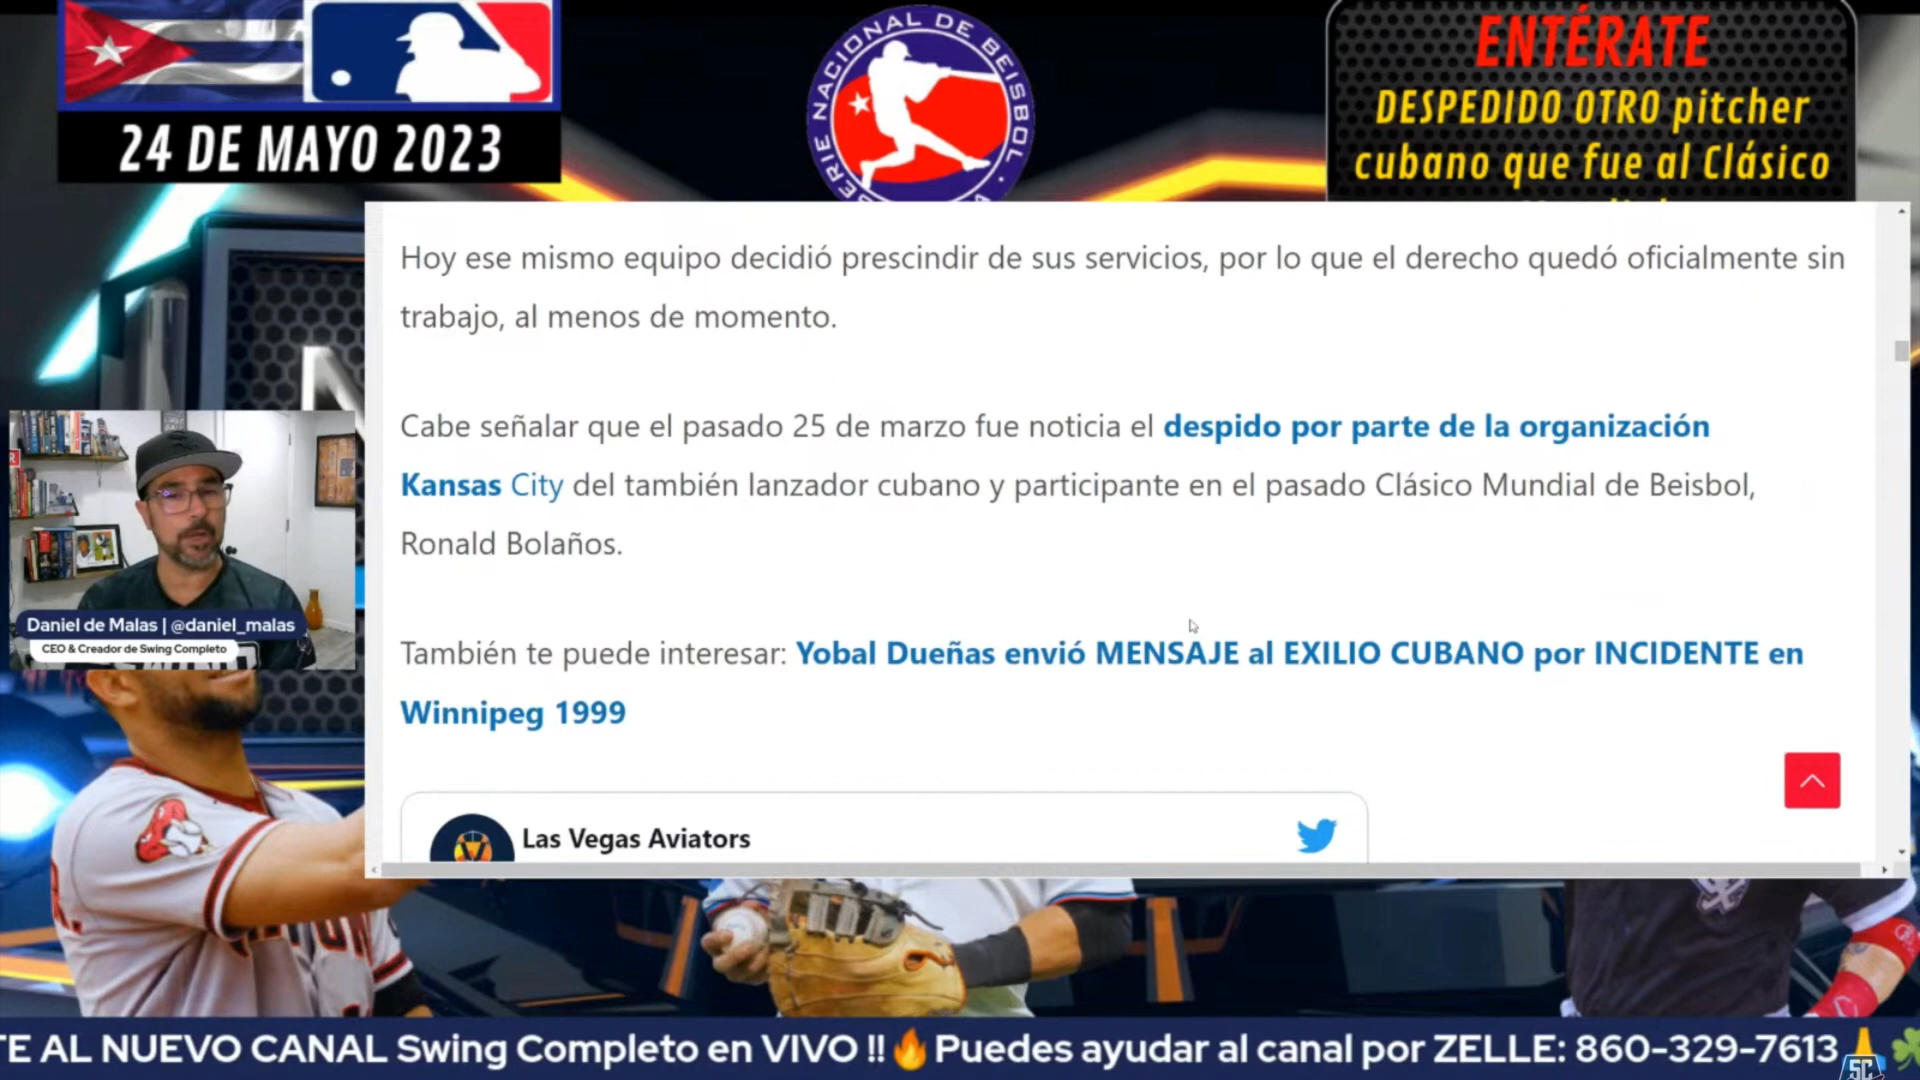 24 DE MAYO 2023
SERIE NACIONAL DE BEISBOL
ENTÉRATE
DESPEDIDO OTRO pitcher
cubano que fue al Clásico
Hoy ese mismo equipo decidió prescindir de sus servicios, por lo que el derecho quedó oficialmente sin
trabajo, al menos de momento.
Cabe señalar que el pasado 25 de marzo fue noticia el despido por parte de la organización
Kansas City del también lanzador cubano y participante en el pasado Clásico Mundial de Beisbol,
Ronald Bolaños.
También te puede interesar: Yobal Dueñas envió MENSAJE al EXILIO CUBANO por INCIDENTE en
Winnipeg 1999
Las Vegas Aviators
Daniel de Malas | @daniel_malas
CEO & Creador de Swing Completo
TE AL NUEVO CANAL Swing Completo en VIVO !!🔥Puedes ayudar al canal por ZELLE: 860-329-7613🙏☘
SC